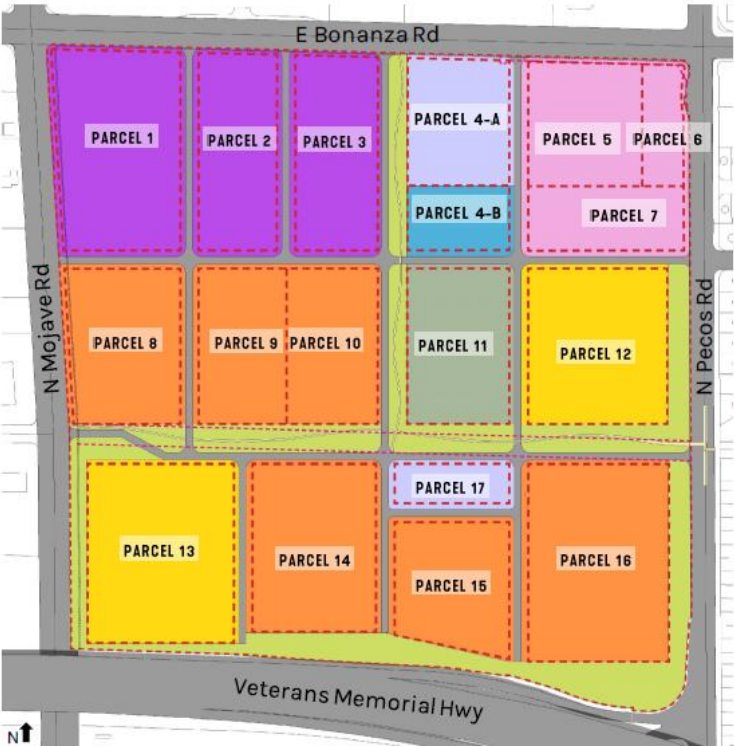 E Bonanza Rd
PARCEL 1
PARCEL 2
PARCEL 3
PARCEL 4-A
PARCEL 5
PARCEL 6
PARCEL 4-B
PARCEL 7
N Mojave Rd
N Pecos Rd
PARCEL 8
PARCEL 9
PARCEL 10
PARCEL 11
PARCEL 12
PARCEL 17
PARCEL 13
PARCEL 14
PARCEL 15
PARCEL 16
Veterans Memorial Hwy
N